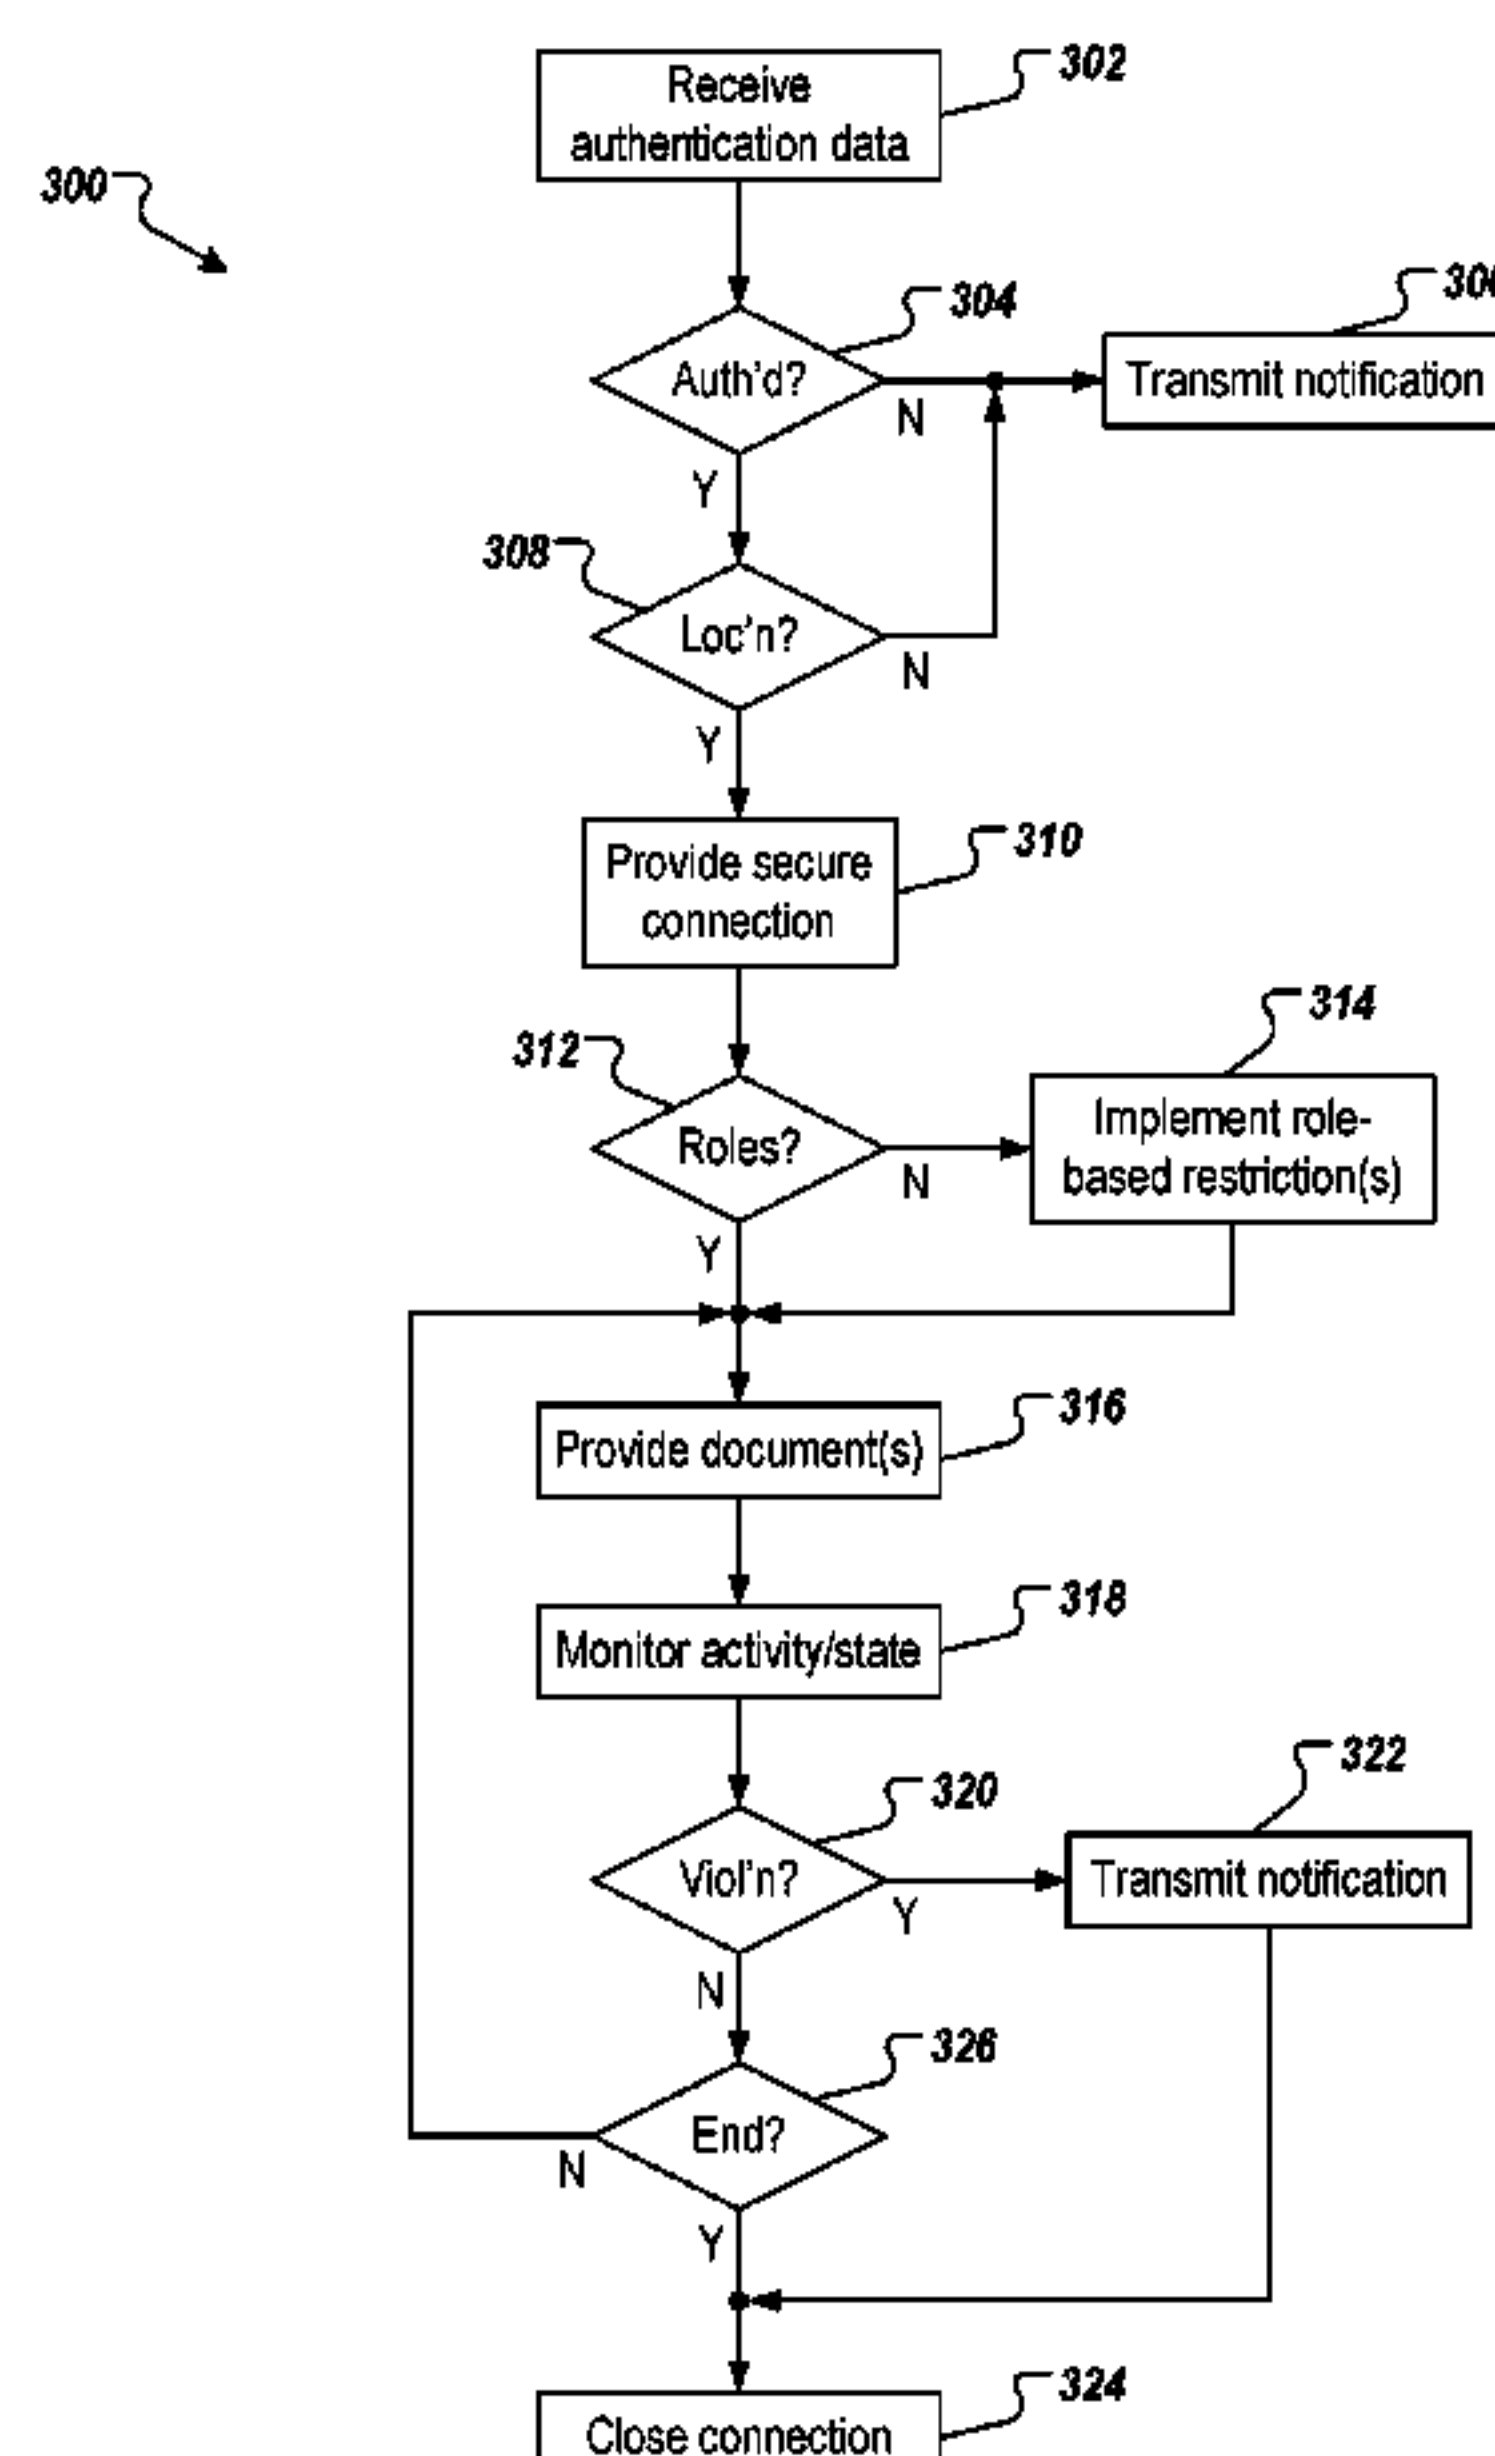 302
Receive
authentication data
300
304
Auth'd?
N
Transmit notification
Y
308
Loc'n?
N
Y
310
Provide secure
connection
314
312
Roles?
N
Implement role-
based restriction(s)
Y
316
Provide document(s)
318
Monitor activity/state
322
320
Viol'n?
Y
Transmit notification
N
326
End?
N
Y
324
Close connection